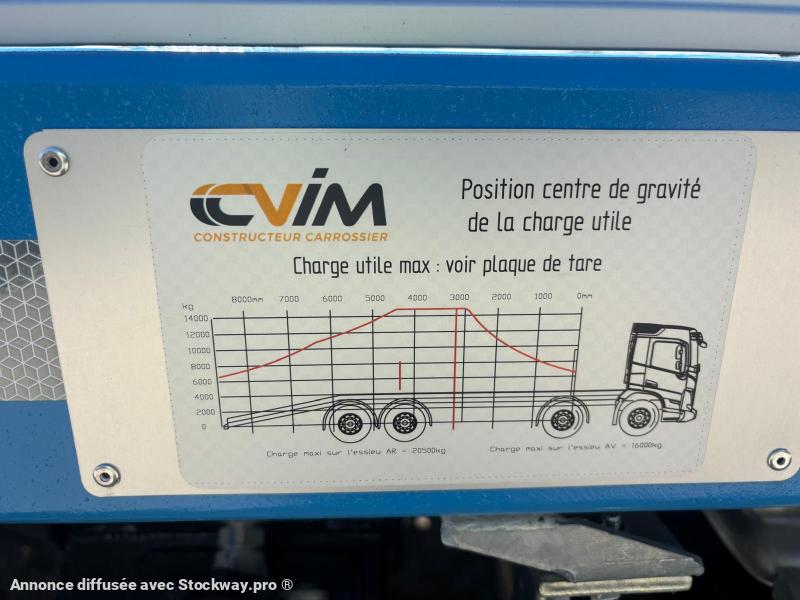 CVIM
CONSTRUCTEUR CARROSSIER
Position centre de gravité
de la charge utile
Charge utile max : voir plaque de tare
kg 8000mm 7000 6000 5000 4000 3000 2000 1000 0mm
14000
12000
10000
8000
6000
4000
2000
0
Charge maxi sur l'essieu AR = 20500kg
Charge maxi sur l'essieu AV = 16000kg
Annonce diffusée avec Stockway.pro ®